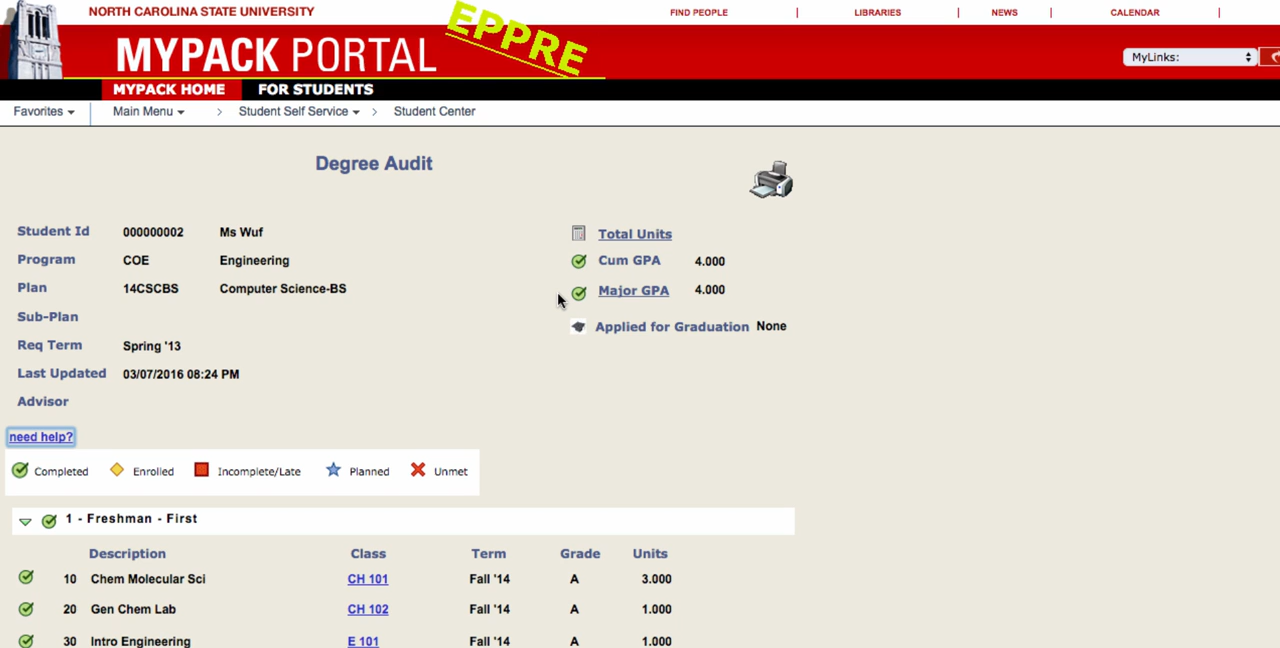 NORTH CAROLINA STATE UNIVERSITY
FIND PEOPLE | LIBRARIES | NEWS | CALENDAR |
MYPACK PORTAL
EPPRE
MyLinks:
MYPACK HOME FOR STUDENTS
Favorites Main Menu > Student Self Service > Student Center
Degree Audit
Student Id 000000002 Ms Wuf
Total Units
Program COE Engineering
Cum GPA 4.000
Plan 14CSCBS Computer Science-BS
Major GPA 4.000
Sub-Plan
Applied for Graduation None
Req Term Spring '13
Last Updated 03/07/2016 08:24 PM
Advisor
need help?
Completed Enrolled Incomplete/Late Planned Unmet
1 - Freshman - First
Description Class Term Grade Units
10 Chem Molecular Sci CH 101 Fall '14 A 3.000
20 Gen Chem Lab CH 102 Fall '14 A 1.000
30 Intro Engineering E 101 Fall '14 A 1.000